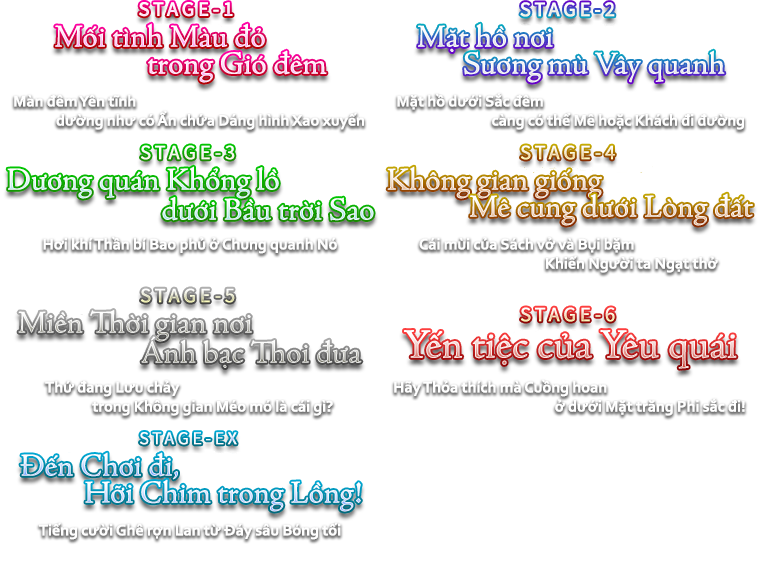 STAGE-1
Mối tình Màu đỏ
trong Gió đêm
Màn đêm Yên tĩnh
dường như có Ẩn chứa Dáng hình Xao xuyến
STAGE-2
Mặt hồ nơi
Sương mù Vây quanh
Mặt hồ dưới Sắc đem
càng có thể Mê hoặc Khách đi đường
STAGE-3
Dương quán Khổng lồ
dưới Bầu trời Sao
Hơi khí Thần bí Bao phủ ở Chung quanh Nó
STAGE-4
Không gian giống
Mê cung dưới Lòng đất
Cái mùi của Sách vở và Bụi bặm
Khiến Người ta Ngạt thở
STAGE-5
Miền Thời gian nơi
Ánh bạc Thoi đưa
Thứ đang Lưu chảy
trong Không gian Méo mó là cái gì?
STAGE-6
Yến tiệc của Yêu quái
Hãy Thỏa thích mà Cuồng hoan
ở dưới Mặt trăng Phi sắc đi!
STAGE-EX
Đến Chơi đi,
Hỡi Chim trong Lồng!
Tiếng cười Ghê rợn Lan từ Đáy sâu Bóng tối